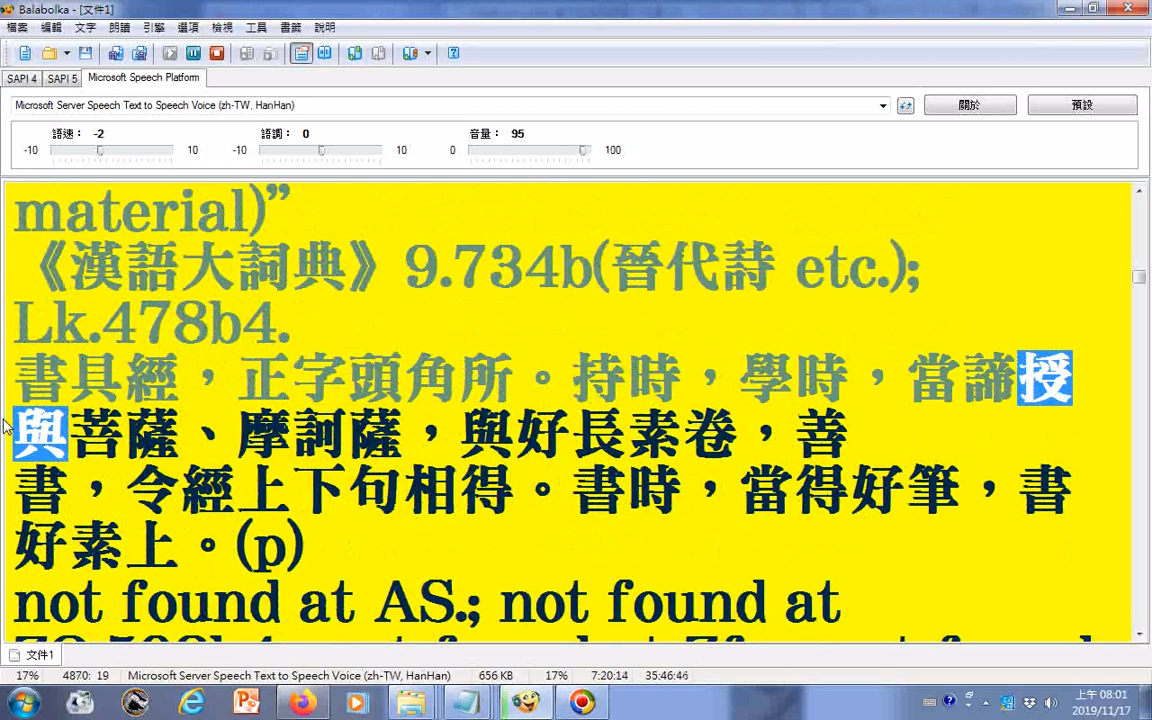 Balabolka - [文件1]
檔案 編輯 文字 朗讀 引擎 選項 檢視 工具 書籤 說明
SAPI 4 SAPI 5 Microsoft Speech Platform
Microsoft Server Speech Text to Speech Voice (zh-TW, HanHan) 關於 預設
語速： -2 語調： 0 音量： 95
-10 10 -10 10 0 100
material)”
《漢語大詞典》9.734b(晉代詩 etc.);
Lk.478b4.
書具經，正字頭角所。持時，學時，當諦授
與菩薩、摩訶薩，與好長素卷，善
書，令經上下句相得。書時，當得好筆，書
好素上。(p)
not found at AS.; not found at
文件1
17% 4870: 19 Microsoft Server Speech Text to Speech Voice (zh-TW, HanHan) 656 KB 17% 7:20:14 35:46:46
上午 08:01
2019/11/17